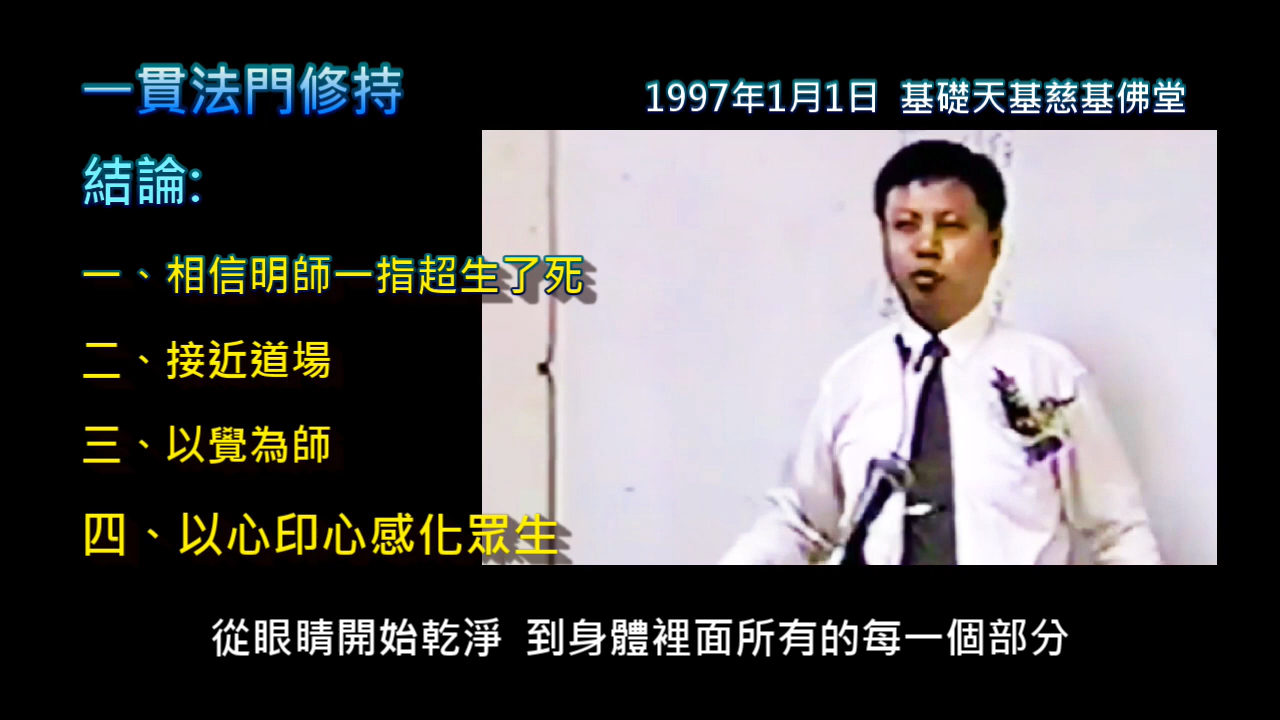 一貫法門修持
1997年1月1日 基礎天基慈基佛堂
結論:
一、相信明師一指超生了死
二、接近道場
三、以覺為師
四、以心印心感化眾生
從眼睛開始乾淨 到身體裡面所有的每一個部分